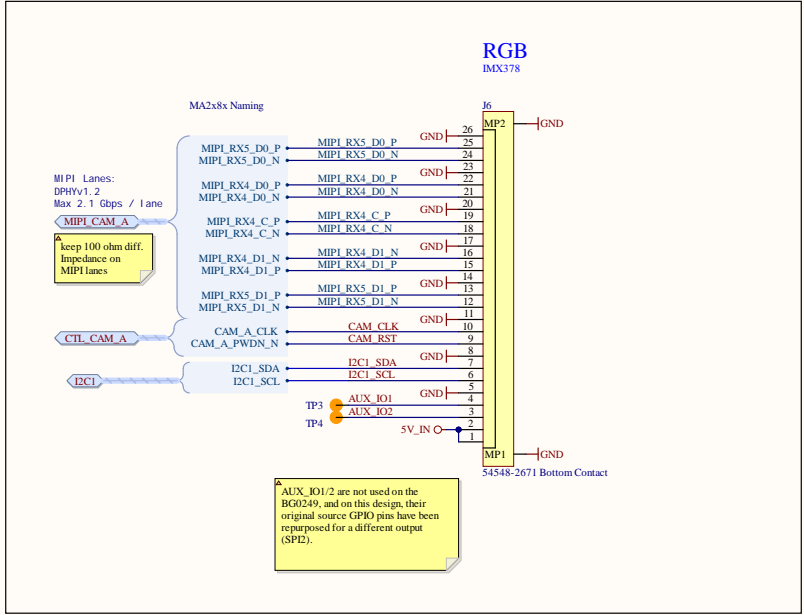 RGB
IMX378
MA2x8x Naming
J6
MP2
GND
GND
26
MIPI_RX5_D0_P
MIPI_RX5_D0_P
25
MIPI_RX5_D0_N
MIPI_RX5_D0_N
24
GND
23
MIPI_RX4_D0_P
MIPI_RX4_D0_P
22
MIPI_RX4_D0_N
MIPI_RX4_D0_N
21
GND
20
MIPI_RX4_C_P
MIPI_RX4_C_P
19
MIPI_RX4_C_N
MIPI_RX4_C_N
18
GND
17
MIPI_RX4_D1_N
MIPI_RX4_D1_N
16
MIPI_RX4_D1_P
MIPI_RX4_D1_P
15
GND
14
MIPI_RX5_D1_P
MIPI_RX5_D1_P
13
MIPI_RX5_D1_N
MIPI_RX5_D1_N
12
GND
11
CAM_A_CLK
CAM_CLK
10
CAM_A_PWDN_N
CAM_RST
9
GND
8
I2C1_SDA
I2C1_SDA
7
I2C1_SCL
I2C1_SCL
6
GND
5
TP3
AUX_IO1
4
TP4
AUX_IO2
3
5V_IN
2
1
MP1
GND
54548-2671 Bottom Contact
MIPI Lanes:
DPHYv1.2
Max 2.1 Gbps / lane
MIPI_CAM_A
keep 100 ohm diff.
Impedance on
MIPI lanes
CTL_CAM_A
I2C1
AUX_IO1/2 are not used on the
BG0249, and on this design, their
original source GPIO pins have been
repurposed for a different output
(SPI2).